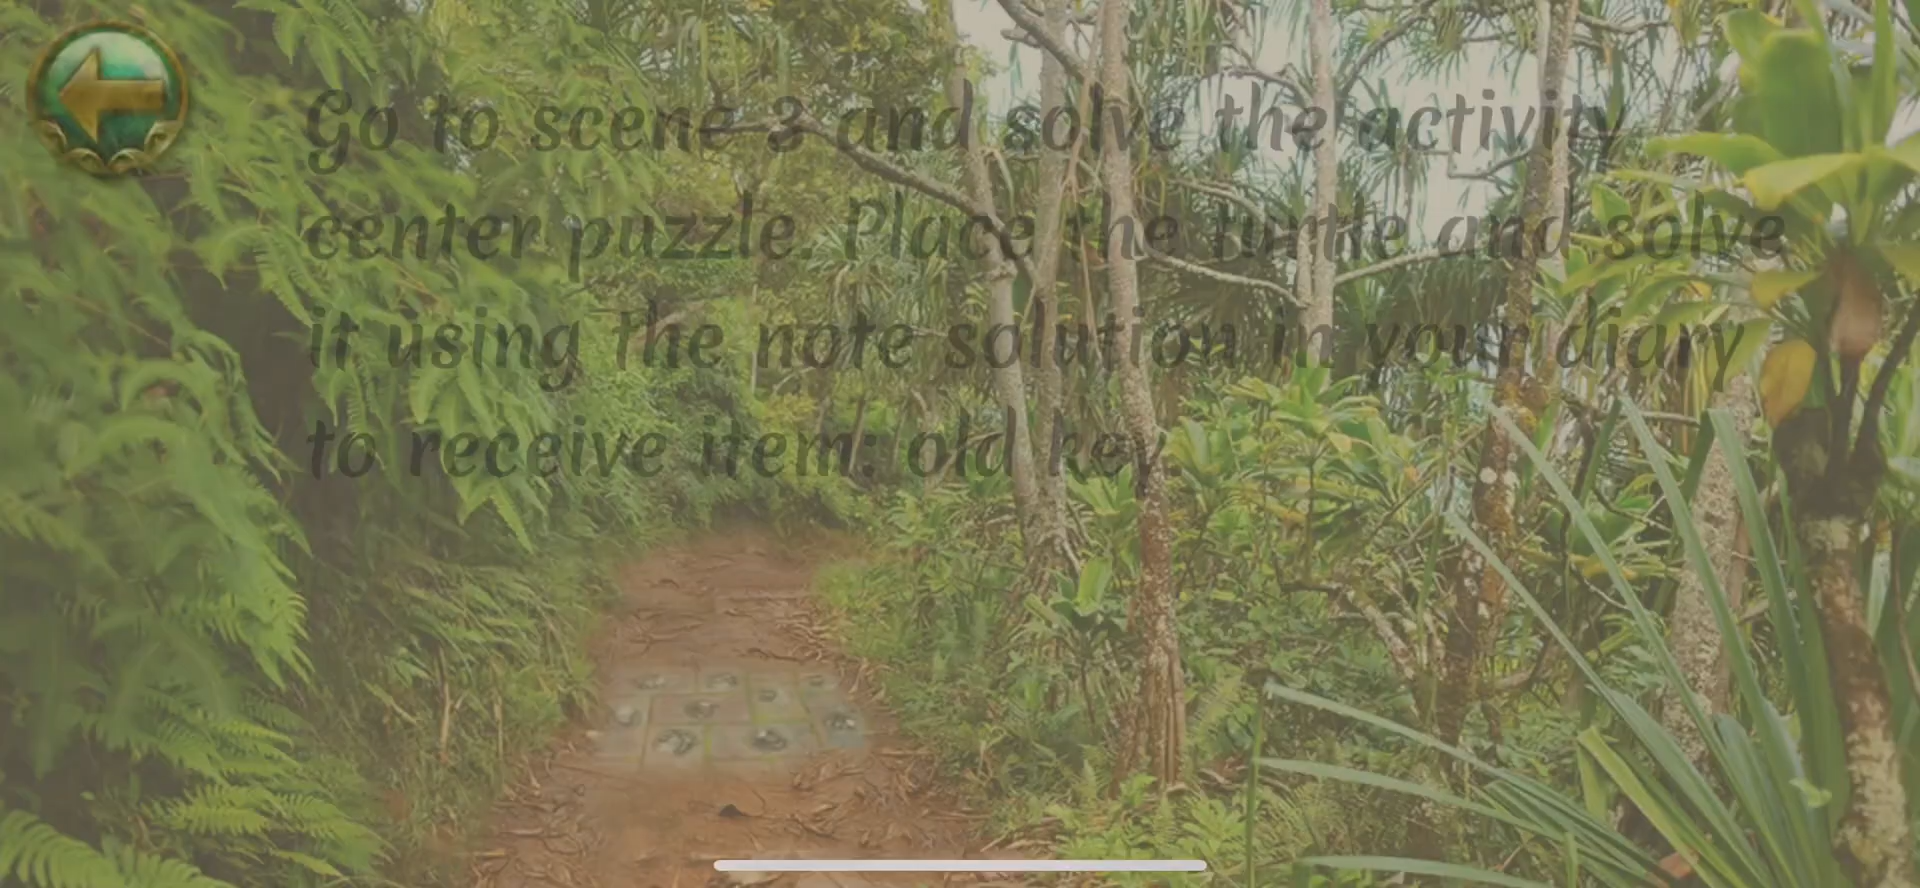 Go to scene 3 and solve the activity
center puzzle. Place the turtle and solve
it using the note solution in your diary
to receive item: old key.